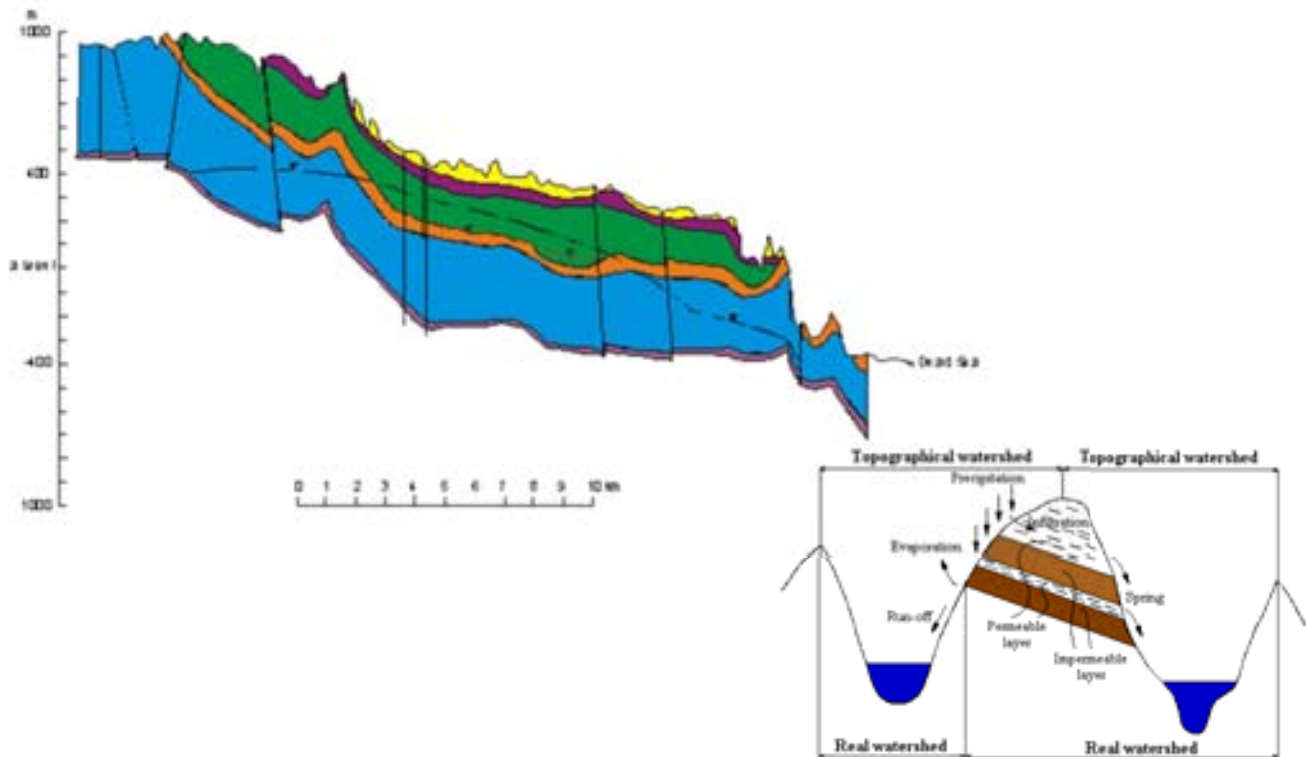 m
1000
-400
Dead Sea
1000
0 1 2 3 4 5 6 7 8 9 10 km
Topographical watershed Topographical watershed
Precipitation
Infiltration
Evaporation
Spring
Run-off
Permeable
layer
Impermeable
layer
Real watershed Real watershed